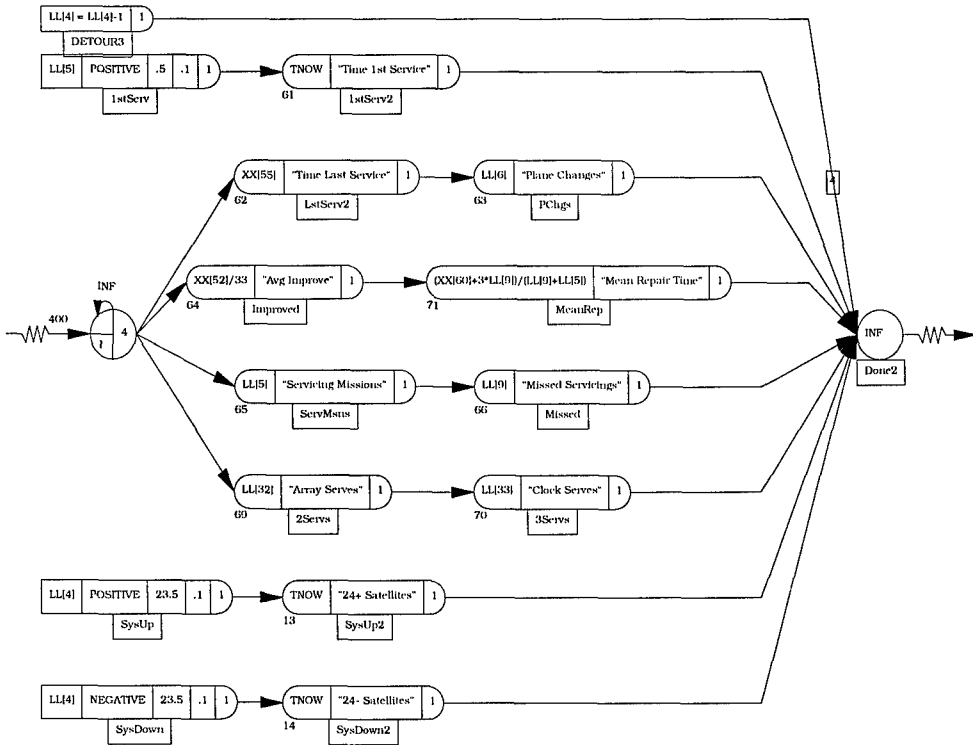 LL[4] = LL[4]-1 1
DETOUR3
LL[5] POSITIVE .5 .1 1
1stServ
TNOW "Time 1st Service" 1
61
1stServ2
XX[55] "Time Last Service" 1
62
LstServ2
LL[6] "Plane Changes" 1
63
PChgs
4
XX[52]/33 "Avg Improve" 1
64
Improved
(XX[60]+3*LL[9])/(LL[9]+LL[5]) "Mean Repair Time" 1
71
MeanRep
INF
400
4
1
INF
Done2
LL[5] "Servicing Missions" 1
65
ServMsns
LL[9] "Missed Servicings" 1
66
Missed
LL[32] "Array Serves" 1
69
2Servs
LL[33] "Clock Serves" 1
70
3Servs
LL[4] POSITIVE 23.5 .1 1
SysUp
TNOW "24+ Satellites" 1
13
SysUp2
LL[4] NEGATIVE 23.5 .1 1
SysDown
TNOW "24- Satellites" 1
14
SysDown2